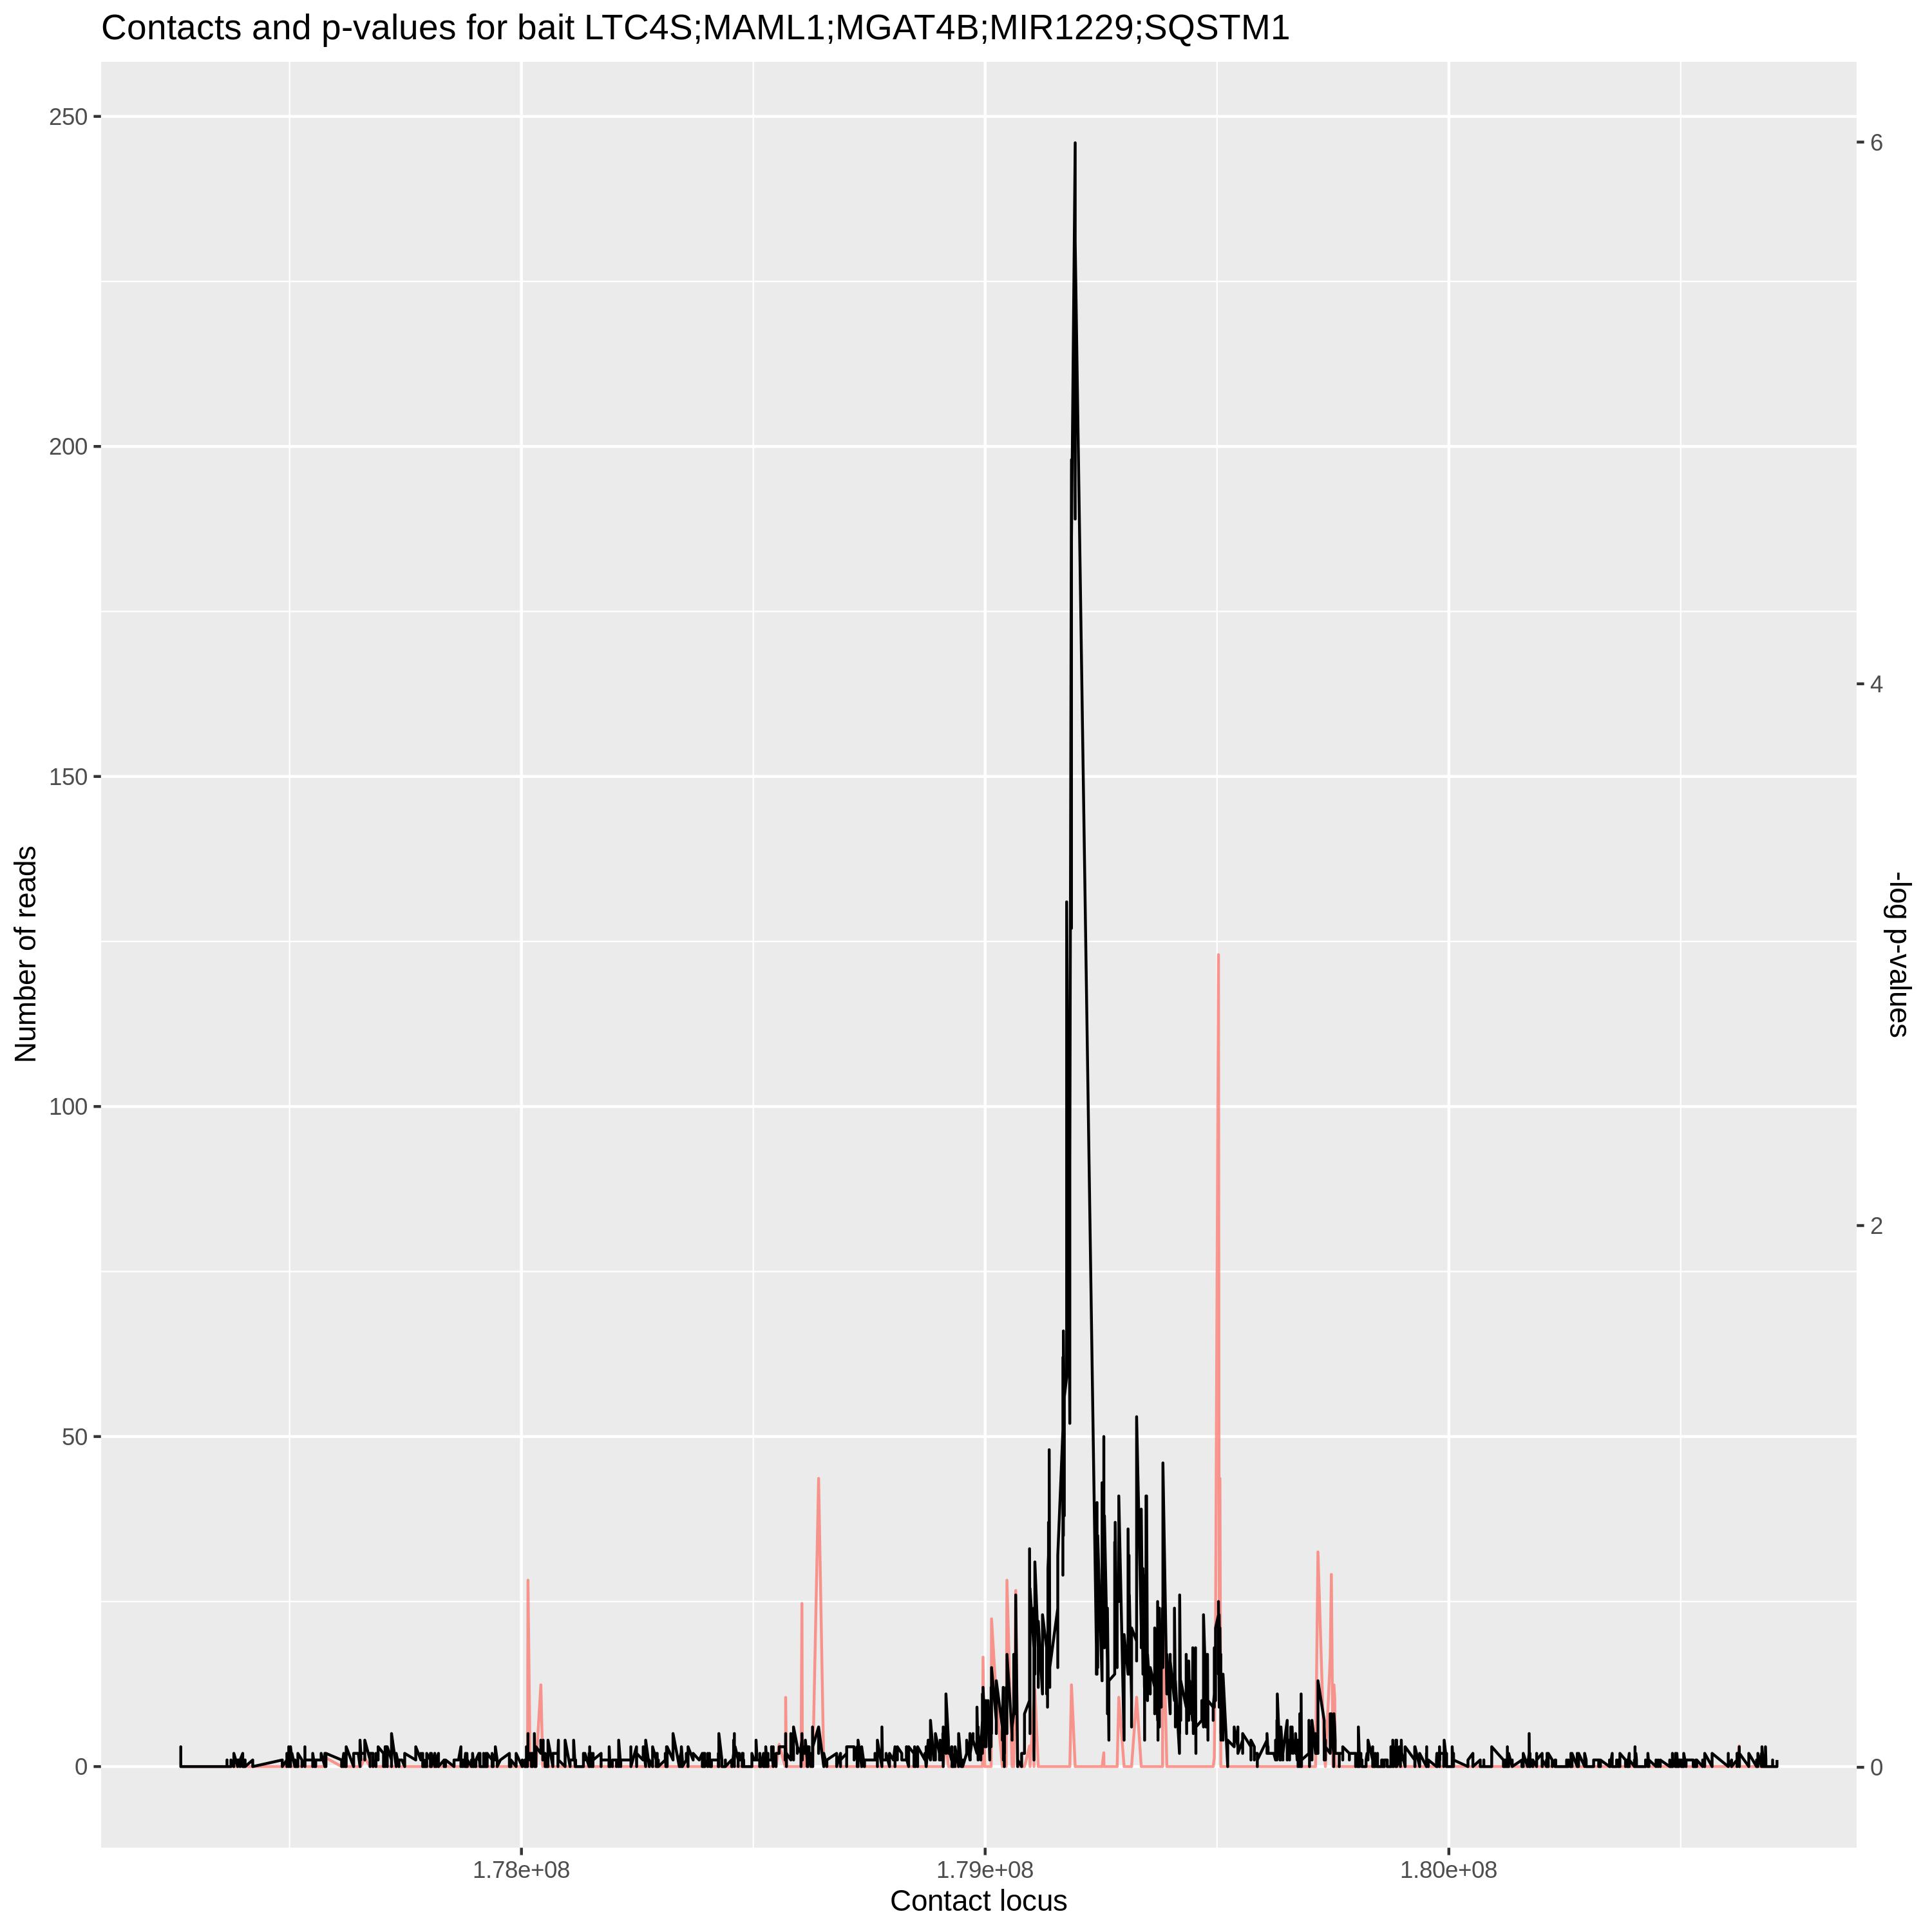 Contacts and p-values for bait LTC4S;MAML1;MGAT4B;MIR1229;SQSTM1
250
200
150
100
50
0
Number of reads
6
4
2
0
-log p-values
1.78e+08
1.79e+08
1.80e+08
Contact locus